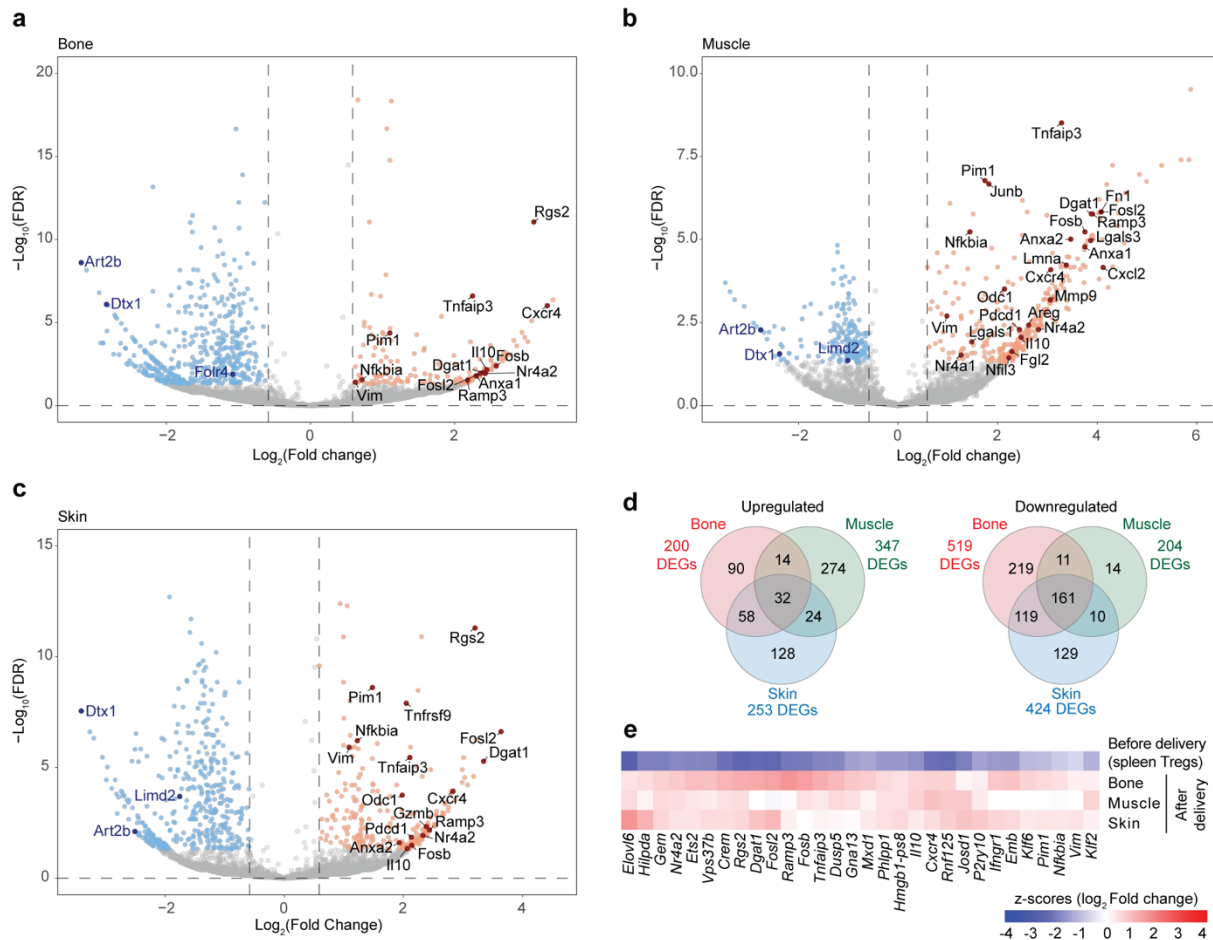 a
Bone
20
15
10
5
0
−Log10(FDR)
−2
0
2
Log2(Fold change)
Art2b
Dtx1
Folr4
Rgs2
Tnfaip3
Cxcr4
Pim1
Il10
Fosb
Nfkbia
Dgat1
Nr4a2
Vim
Fosl2
Anxa1
Ramp3
b
Muscle
10.0
7.5
5.0
2.5
0.0
−Log10(FDR)
−2
0
2
4
6
Log2(Fold change)
Tnfaip3
Pim1
Junb
Dgat1
Fn1
Fosl2
Fosb
Ramp3
Nfkbia
Anxa2
Lgals3
Lmna
Anxa1
Cxcr4
Cxcl2
Odc1
Mmp9
Pdcd1
Areg
Vim
Lgals1
Nr4a2
Il10
Nr4a1
Fgl2
Nfil3
Art2b
Dtx1
Limd2
c
Skin
15
10
5
0
−Log10(FDR)
−2
0
2
4
Log2(Fold Change)
Dtx1
Limd2
Art2b
Rgs2
Pim1
Tnfrsf9
Nfkbia
Vim
Fosl2
Dgat1
Tnfaip3
Odc1
Cxcr4
Gzmb
Ramp3
Pdcd1
Nr4a2
Anxa2
Fosb
Il10
d
Upregulated
Bone
200
DEGs
Muscle
347
DEGs
90
14
274
32
58
24
128
Skin
253 DEGs
Downregulated
Bone
519
DEGs
Muscle
204
DEGs
219
11
14
161
119
10
129
Skin
424 DEGs
e
Before delivery
(spleen Tregs)
Bone
Muscle
Skin
After
delivery
Elovl6
Hilpda
Gem
Nr4a2
Ets2
Vps37b
Crem
Rgs2
Dgat1
Fosl2
Ramp3
Fosb
Tnfaip3
Dusp5
Gna13
Mxd1
Phlpp1
Hmgb1-ps8
Il10
Cxcr4
Rnf125
Josd1
P2ry10
Ifngr1
Emb
Klf6
Pim1
Nfkbia
Vim
Klf2
z-scores (log2 Fold change)
-4 -3 -2 -1 0 1 2 3 4